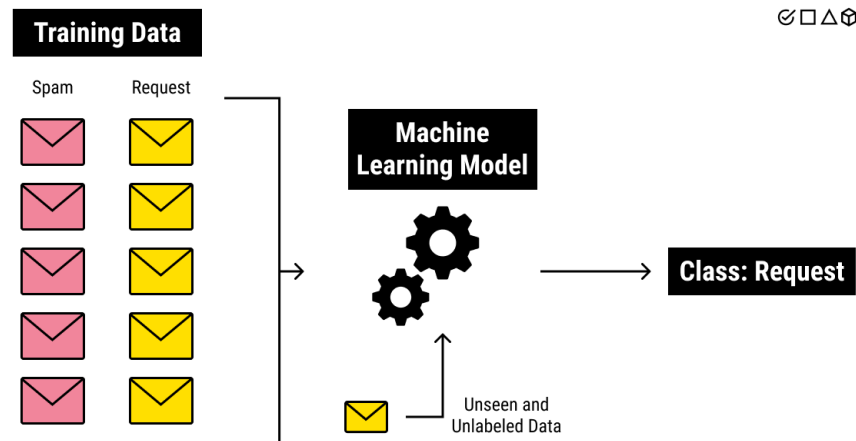 Training Data
Spam
Request
Machine
Learning Model
Class: Request
Unseen and
Unlabeled Data